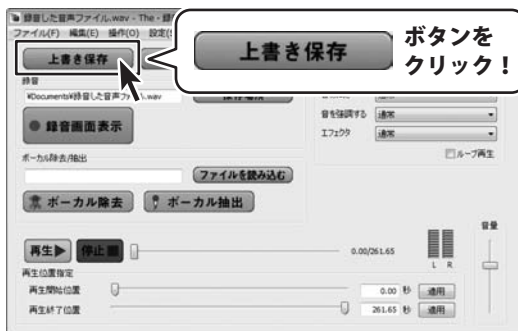 録音した音声ファイル.wav - The・録
ファイル(F) 編集(E) 操作(O) 設定(S
上書き保存
上書き保存
ボタンを
クリック！
録音
¥Documents¥録音した音声ファイル.wav
音を強調する 通常
● 録音画面表示
エフェクタ 通常
ループ再生
ボーカル除去/抽出
ファイルを読み込む
ボーカル除去 ボーカル抽出
音量
再生▶ 停止■ 0.00/261.65
L R
再生位置指定
再生開始位置 0.00 秒 適用
再生終了位置 261.65 秒 適用